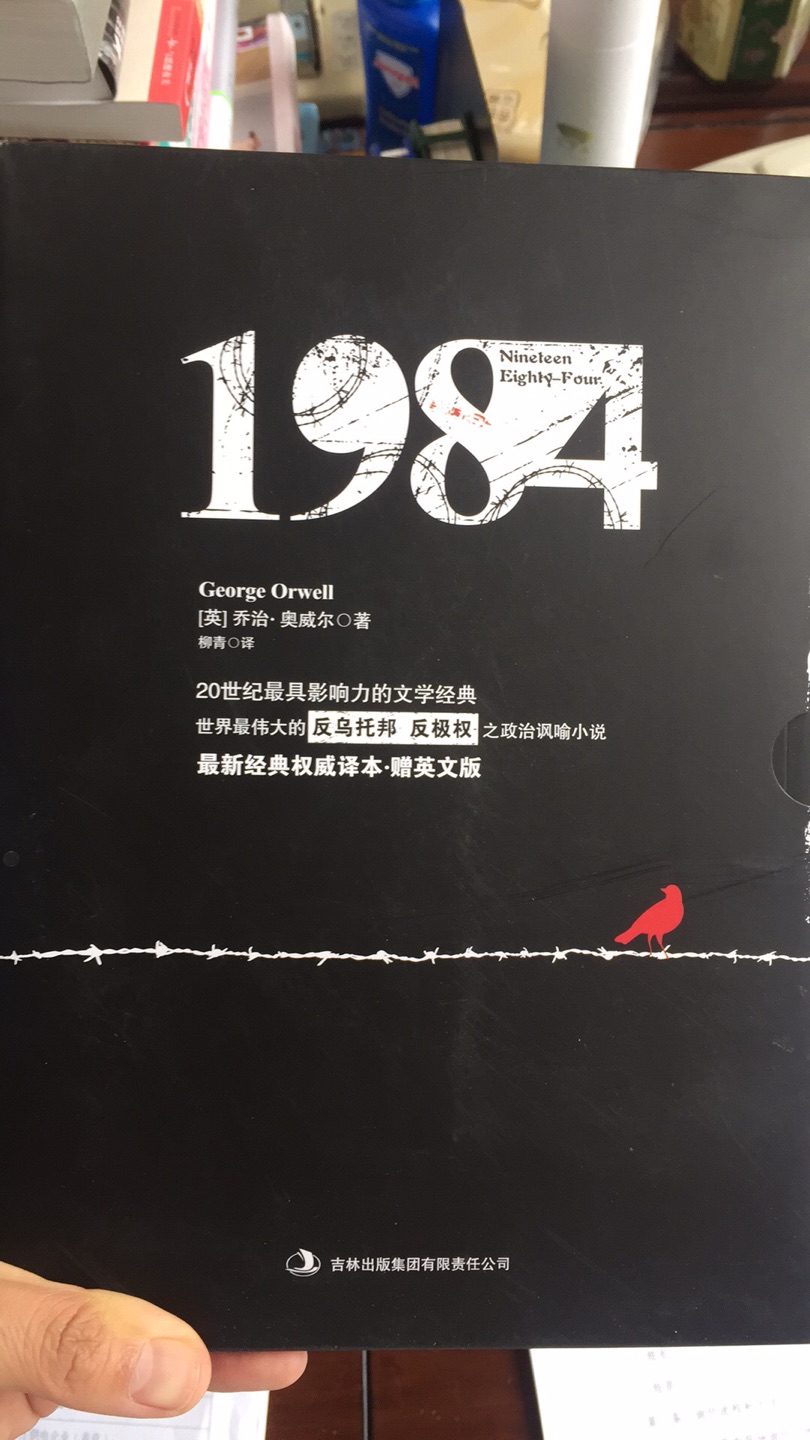 1984
Nineteen
Eighty-Four
George Orwell
[英] 乔治·奥威尔○著
柳青○译
20世纪最具影响力的文学经典
世界最伟大的 反乌托邦 反极权 之政治讽喻小说
最新经典权威译本·赠英文版
吉林出版集团有限责任公司